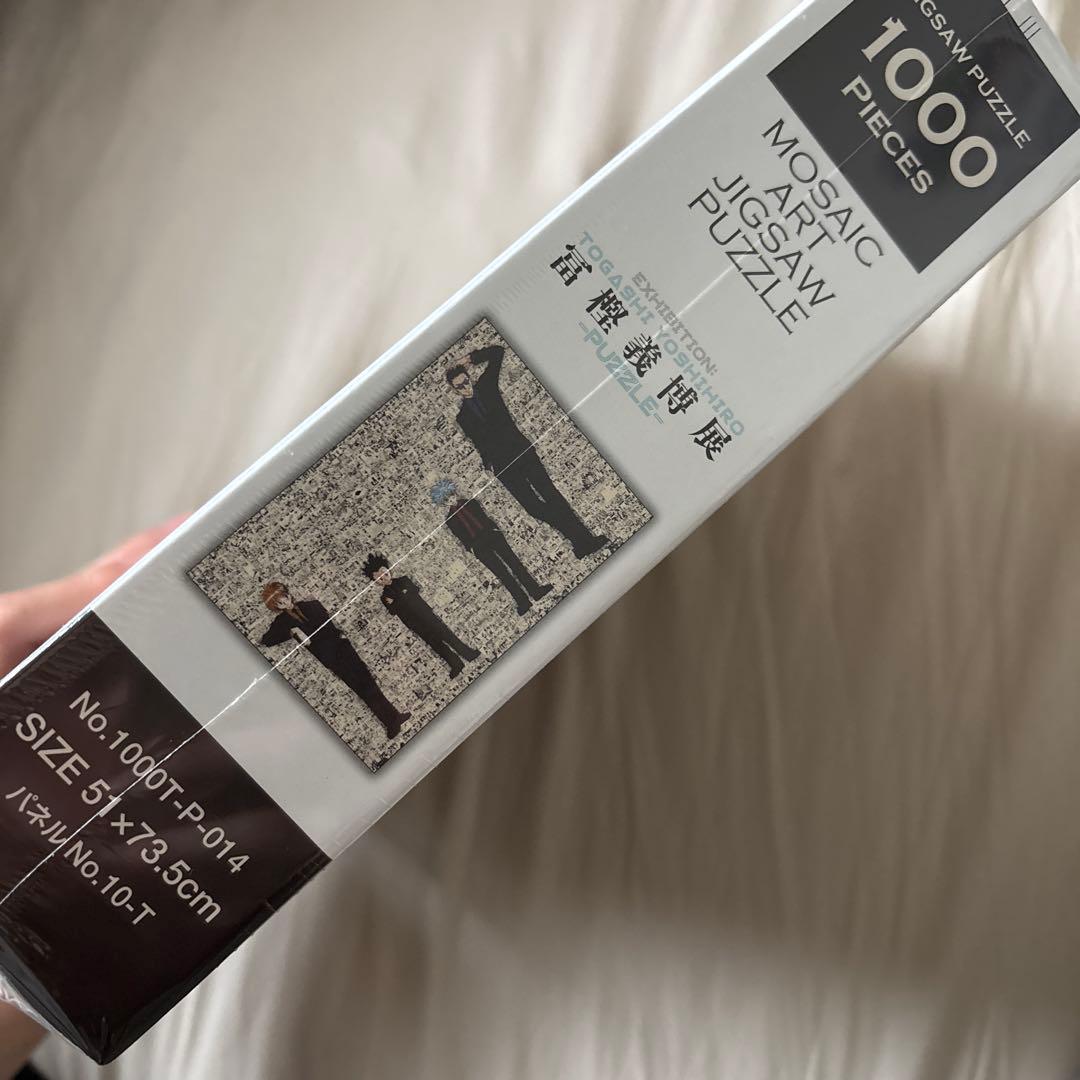 JIGSAW PUZZLE
1000
PIECES
MOSAIC
ART
JIGSAW
PUZZLE
EXHIBITION:
TOGASHI YOSHIHIRO
冨樫義博展
-PUZZLE-
No.1000T-P-014
SIZE 51×73.5cm
パネルNo.10-T